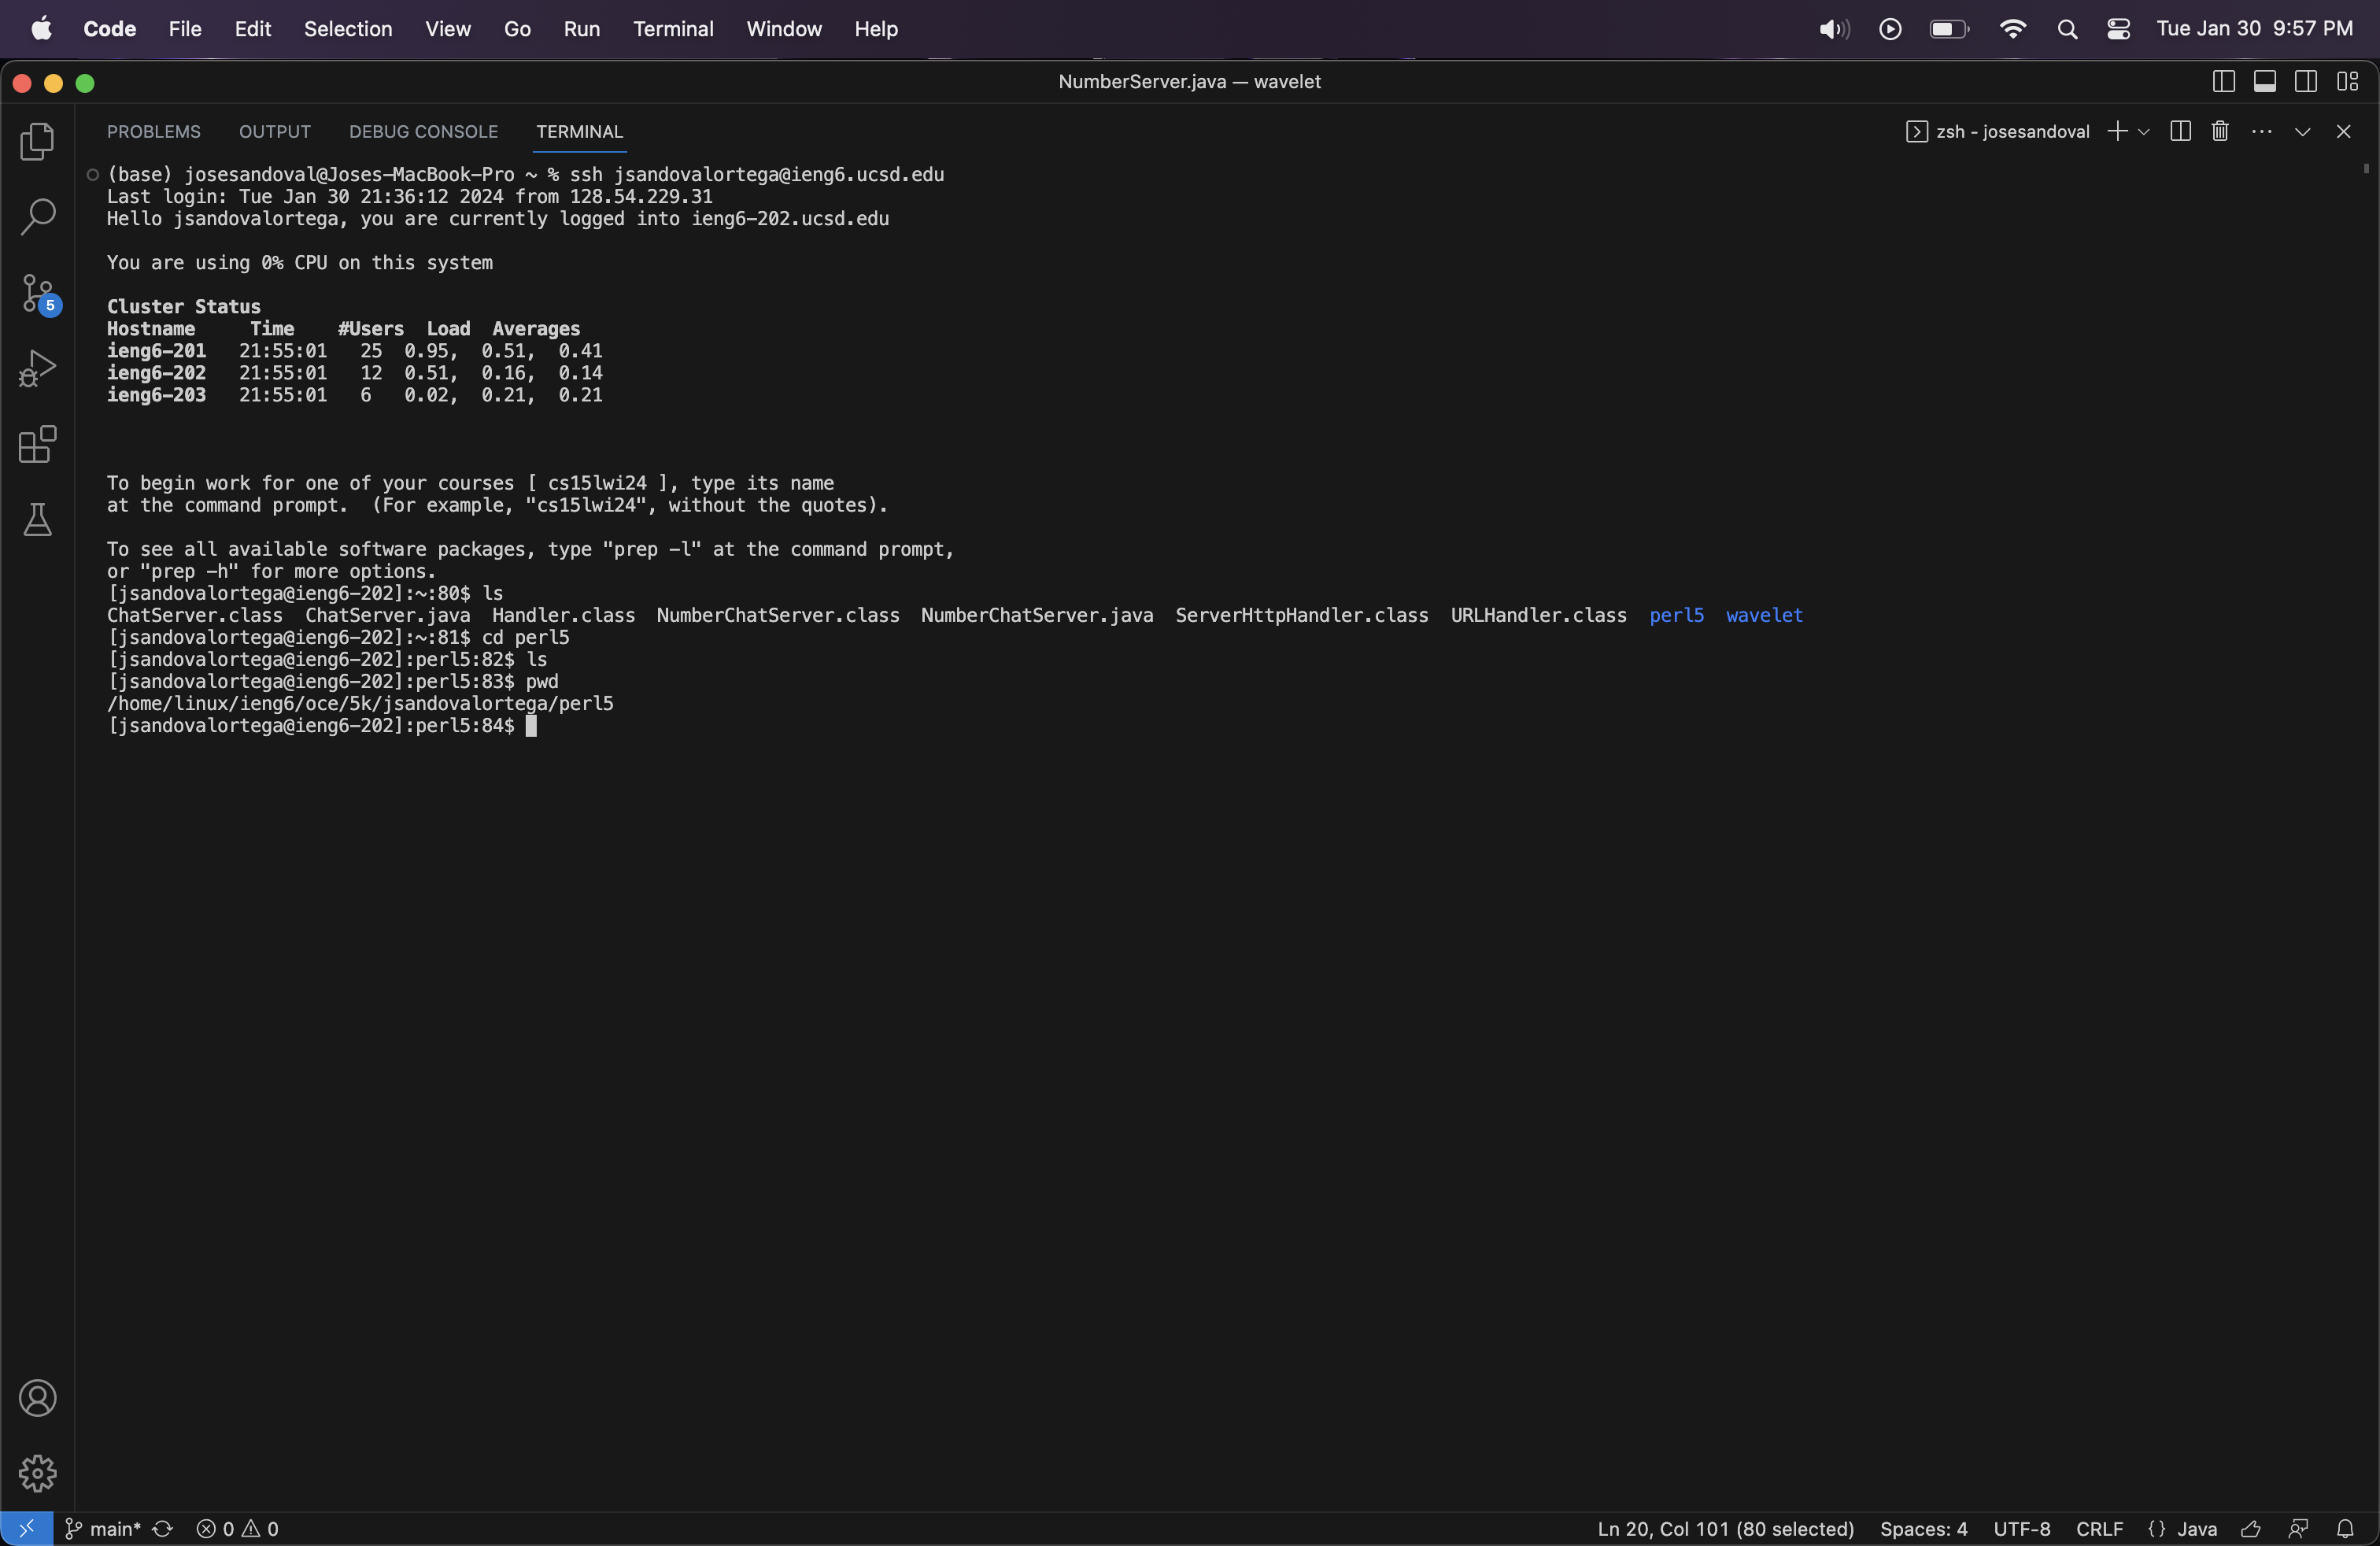 Code File Edit Selection View Go Run Terminal Window Help Tue Jan 30 9:57 PM
NumberServer.java — wavelet
PROBLEMS OUTPUT DEBUG CONSOLE TERMINAL zsh - josesandoval
(base) josesandoval@Joses-MacBook-Pro ~ % ssh jsandovalortega@ieng6.ucsd.edu
Last login: Tue Jan 30 21:36:12 2024 from 128.54.229.31
Hello jsandovalortega, you are currently logged into ieng6-202.ucsd.edu
You are using 0% CPU on this system
Cluster Status
Hostname Time #Users Load Averages
ieng6-201 21:55:01 25 0.95, 0.51, 0.41
ieng6-202 21:55:01 12 0.51, 0.16, 0.14
ieng6-203 21:55:01 6 0.02, 0.21, 0.21
To begin work for one of your courses [ cs15lwi24 ], type its name
at the command prompt. (For example, "cs15lwi24", without the quotes).
To see all available software packages, type "prep -l" at the command prompt,
or "prep -h" for more options.
[jsandovalortega@ieng6-202]:~:80$ ls
ChatServer.class ChatServer.java Handler.class NumberChatServer.class NumberChatServer.java ServerHttpHandler.class URLHandler.class perl5 wavelet
[jsandovalortega@ieng6-202]:~:81$ cd perl5
[jsandovalortega@ieng6-202]:perl5:82$ ls
[jsandovalortega@ieng6-202]:perl5:83$ pwd
/home/linux/ieng6/oce/5k/jsandovalortega/perl5
[jsandovalortega@ieng6-202]:perl5:84$
5
main* 0 0 Ln 20, Col 101 (80 selected) Spaces: 4 UTF-8 CRLF {} Java